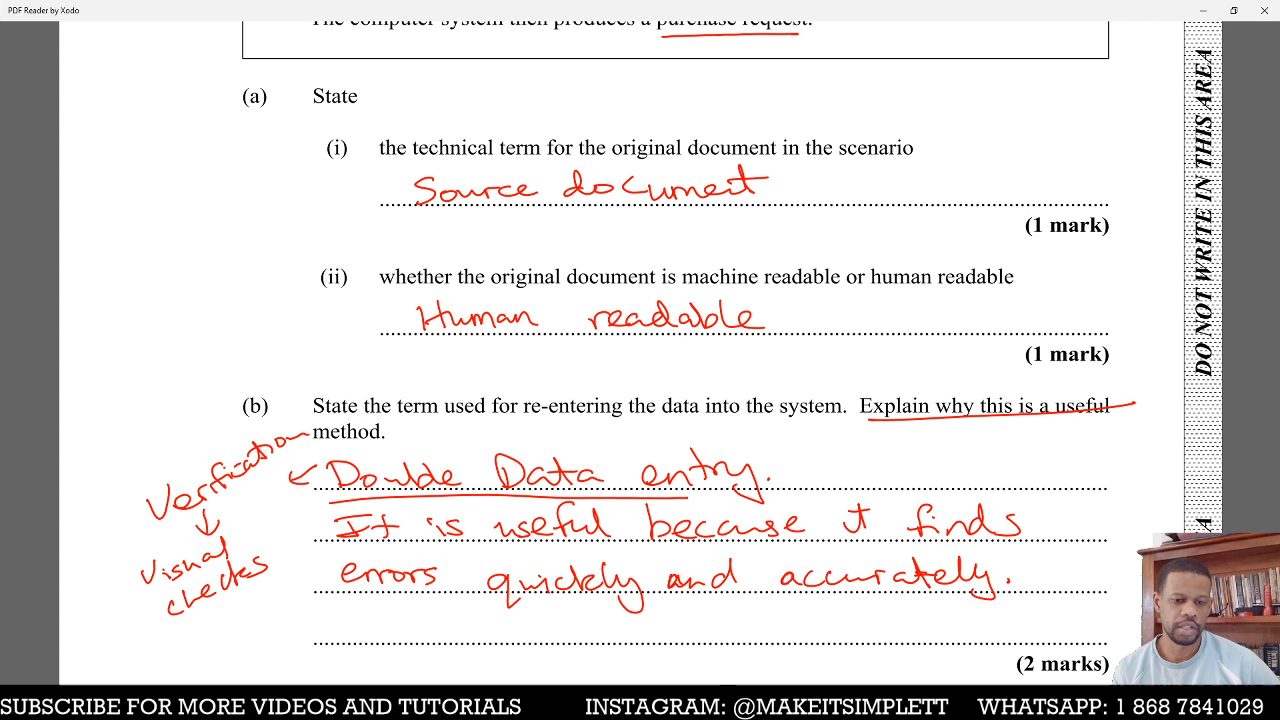 PDF Reader by Xodo
The computer system then produces a purchase request.
(a) State
(i) the technical term for the original document in the scenario
Source document
(1 mark)
(ii) whether the original document is machine readable or human readable
Human readable
(1 mark)
(b) State the term used for re-entering the data into the system. Explain why this is a useful
method.
Verification
Visual
checks
Double Data entry.
It is useful because it finds
errors quickly and accurately.
(2 marks)
DO NOT WRITE IN THIS AREA
SUBSCRIBE FOR MORE VIDEOS AND TUTORIALS INSTAGRAM: @MAKEITSIMPLETT WHATSAPP: 1 868 7841029